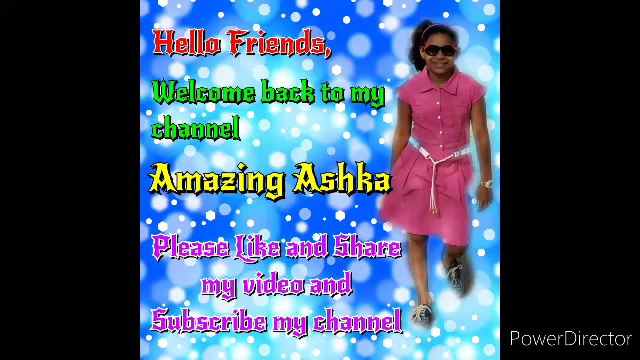 Hello Friends,
Welcome back to my
channel
Amazing Ashka
Please Like and Share
my video and
Subscribe my channel
PowerDirector